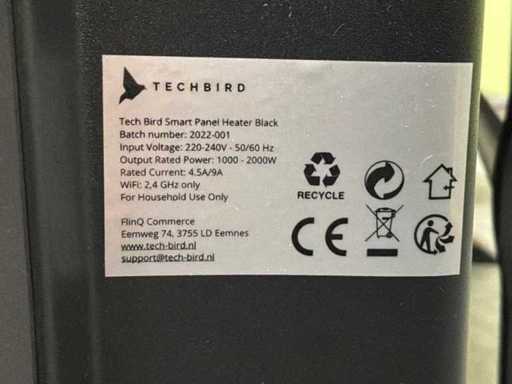 TECHBIRD
Tech Bird Smart Panel Heater Black
Batch number: 2022-001
Input Voltage: 220-240V - 50/60 Hz
Output Rated Power: 1000 - 2000W
Rated Current: 4.5A/9A
WiFi: 2,4 GHz only
For Household Use Only
RECYCLE
FlinQ Commerce
Eemweg 74, 3755 LD Eemnes
www.tech-bird.nl
support@tech-bird.nl
CE